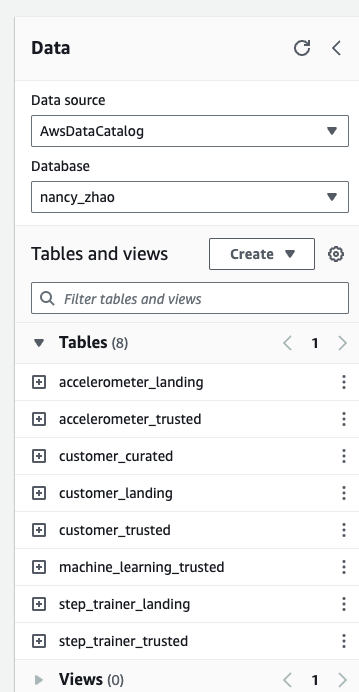 Data
Data source
AwsDataCatalog
Database
nancy_zhao
Tables and views
Create
Filter tables and views
Tables (8) 1
accelerometer_landing
accelerometer_trusted
customer_curated
customer_landing
customer_trusted
machine_learning_trusted
step_trainer_landing
step_trainer_trusted
Views (0) 1